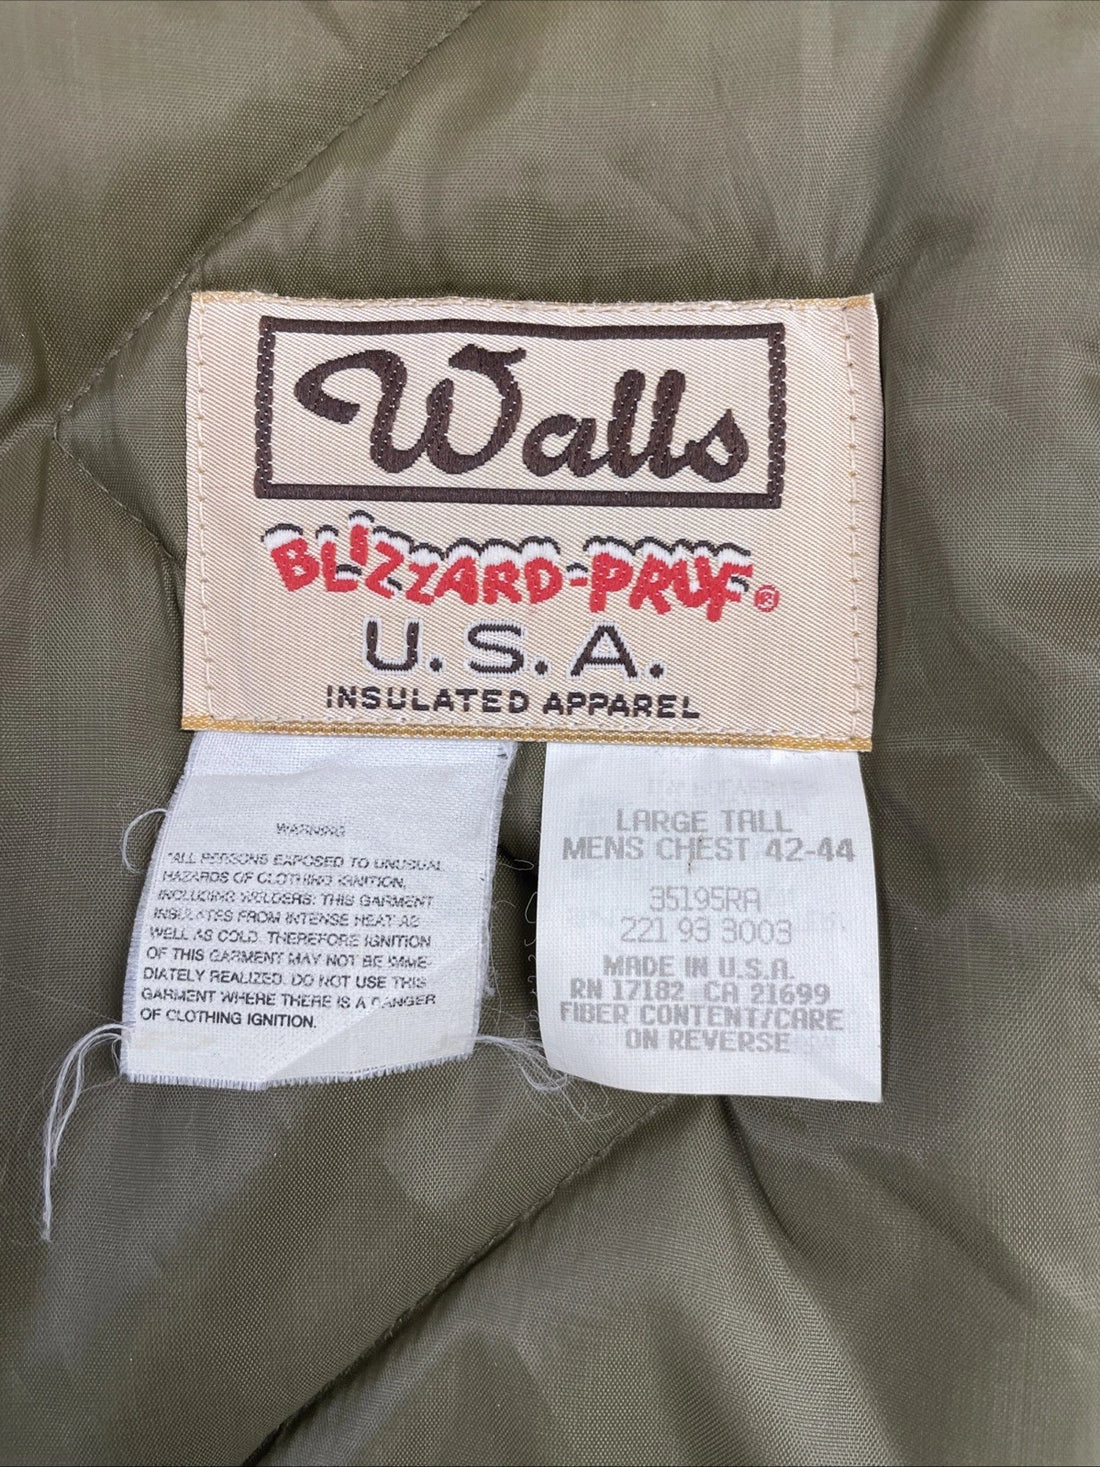 Walls
BLIZZARD-PRUF®
U.S.A.
INSULATED APPAREL
WARNING
"ALL PERSONS EXPOSED TO UNUSUAL
HAZARDS OF CLOTHING IGNITION,
INCLUDING WELDERS: THIS GARMENT
INSULATES FROM INTENSE HEAT AS
WELL AS COLD. THEREFORE IGNITION
OF THIS GARMENT MAY NOT BE IMME-
DIATELY REALIZED. DO NOT USE THIS
GARMENT WHERE THERE IS A DANGER
OF CLOTHING IGNITION.
LARGE TALL
MENS CHEST 42-44
35195RA
221 93 3003
MADE IN U.S.A.
RN 17182 CA 21699
FIBER CONTENT/CARE
ON REVERSE